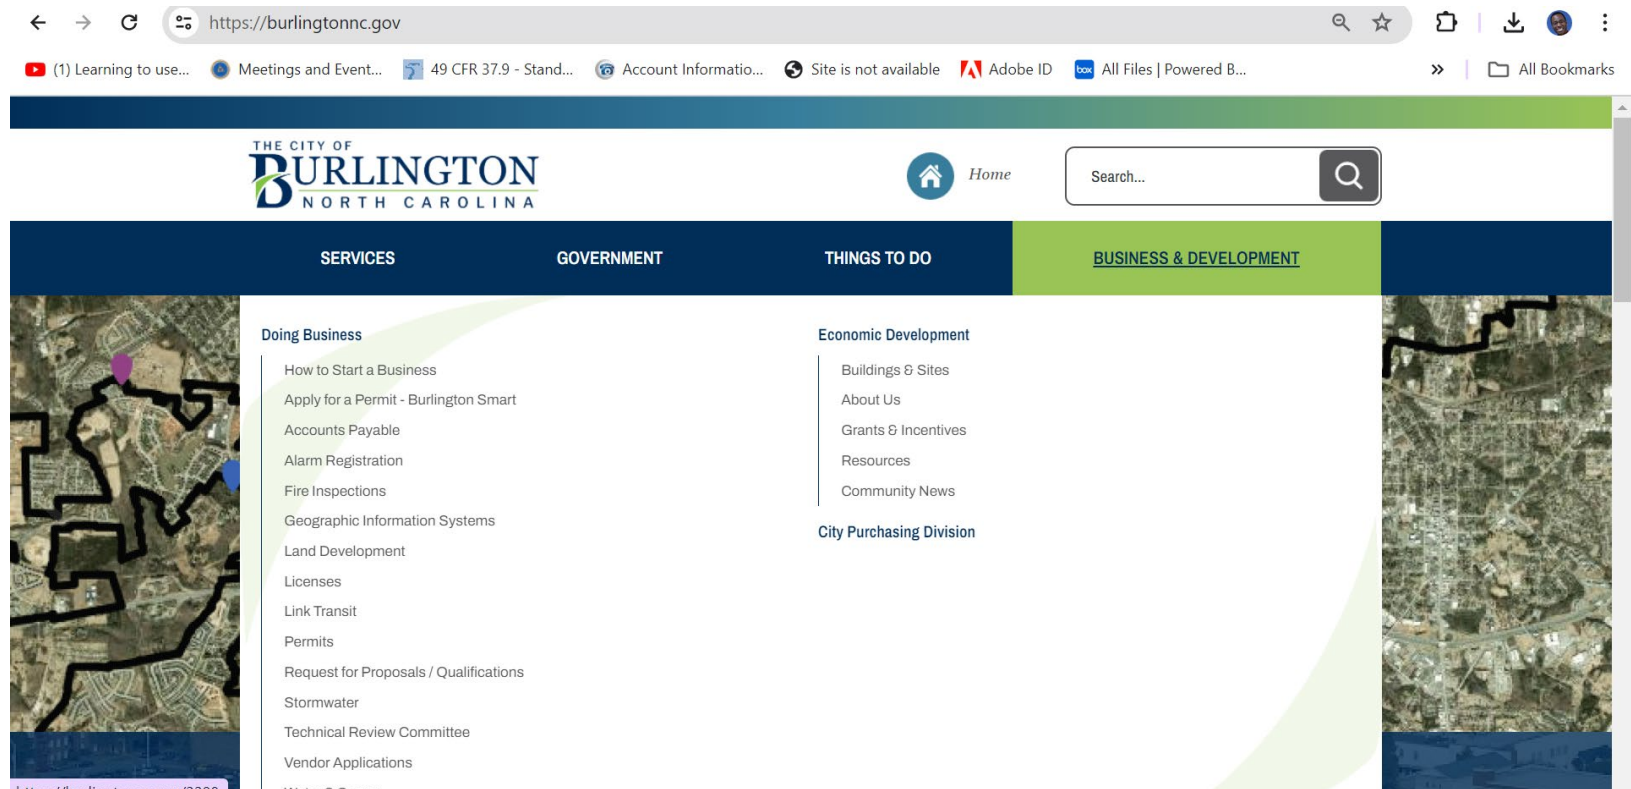 https://burlingtonnc.gov
(1) Learning to use...
Meetings and Event...
49 CFR 37.9 - Stand...
Account Informatio...
Site is not available
Adobe ID
box
All Files | Powered B...
»
All Bookmarks
THE CITY OF
BURLINGTON
NORTH CAROLINA
Home
Search...
SERVICES
GOVERNMENT
THINGS TO DO
BUSINESS & DEVELOPMENT
Doing Business
How to Start a Business
Apply for a Permit - Burlington Smart
Accounts Payable
Alarm Registration
Fire Inspections
Geographic Information Systems
Land Development
Licenses
Link Transit
Permits
Request for Proposals / Qualifications
Stormwater
Technical Review Committee
Vendor Applications
Economic Development
Buildings & Sites
About Us
Grants & Incentives
Resources
Community News
City Purchasing Division